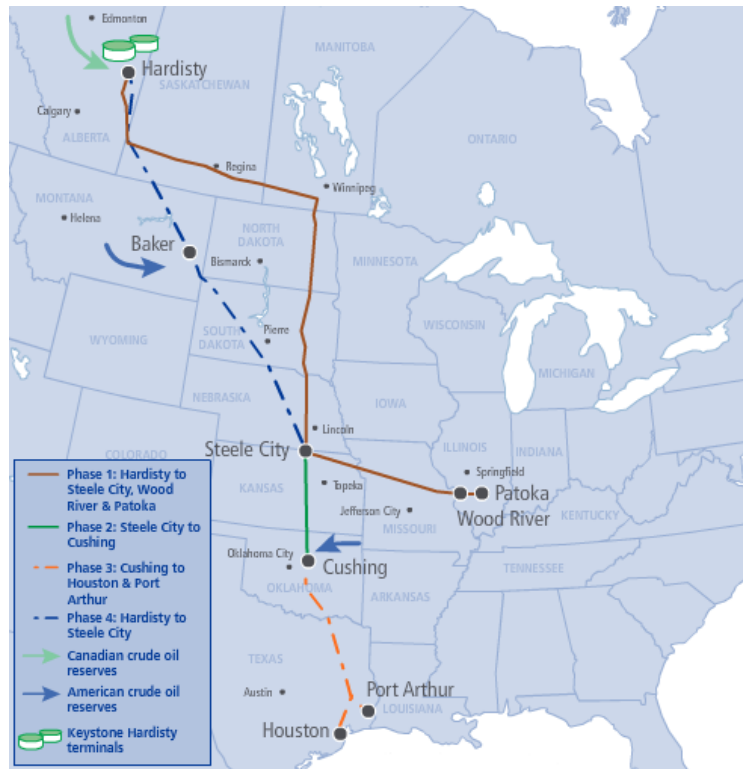 Edmonton
MANITOBA
Hardisty
SASKATCHEWAN
Calgary
ALBERTA
ONTARIO
Regina
Winnipeg
MONTANA
Helena
NORTH
DAKOTA
Baker
Bismarck
MINNESOTA
SOUTH
DAKOTA
Pierre
WYOMING
WISCONSIN
MICHIGAN
NEBRASKA
IOWA
Lincoln
Steele City
COLORADO
ILLINOIS
INDIANA
Springfield
KANSAS
Topeka
Patoka
Wood River
Jefferson City
MISSOURI
KENTUCKY
Oklahoma City
Cushing
OKLAHOMA
TENNESSEE
ARKANSAS
TEXAS
Austin
Port Arthur
LOUISIANA
Houston
Phase 1: Hardisty to
Steele City, Wood
River & Patoka
Phase 2: Steele City to
Cushing
Phase 3: Cushing to
Houston & Port
Arthur
Phase 4: Hardisty to
Steele City
Canadian crude oil
reserves
American crude oil
reserves
Keystone Hardisty
terminals